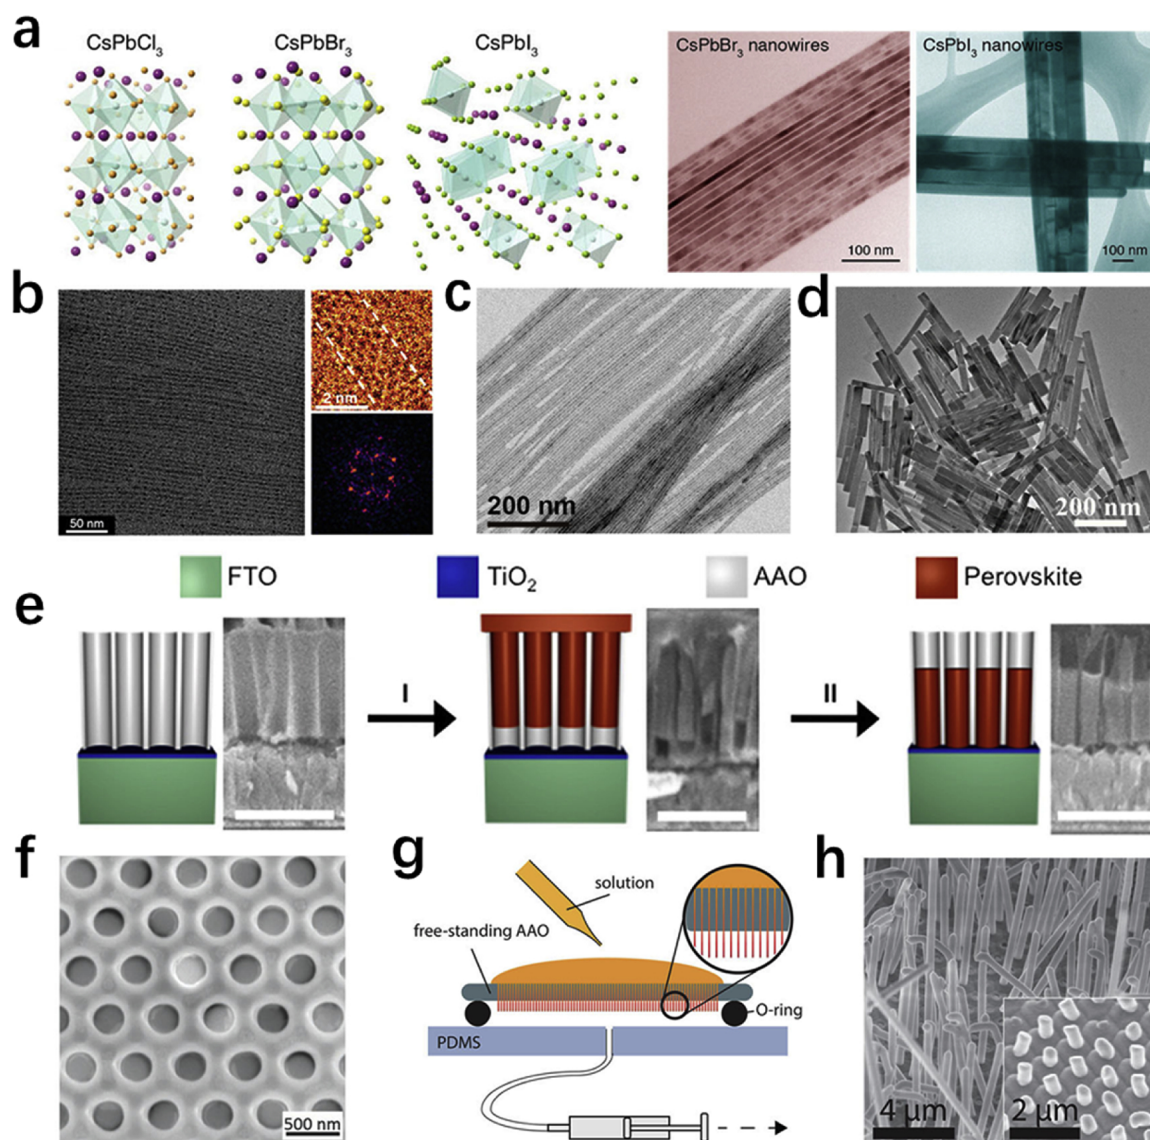 a
CsPbCl3
CsPbBr3
CsPbI3
CsPbBr3 nanowires
CsPbI3 nanowires
100 nm
100 nm
b
c
d
2 nm
50 nm
200 nm
200 nm
FTO
TiO2
AAO
Perovskite
e
I
II
f
g
h
solution
free-standing AAO
O-ring
PDMS
500 nm
4 μm
2 μm